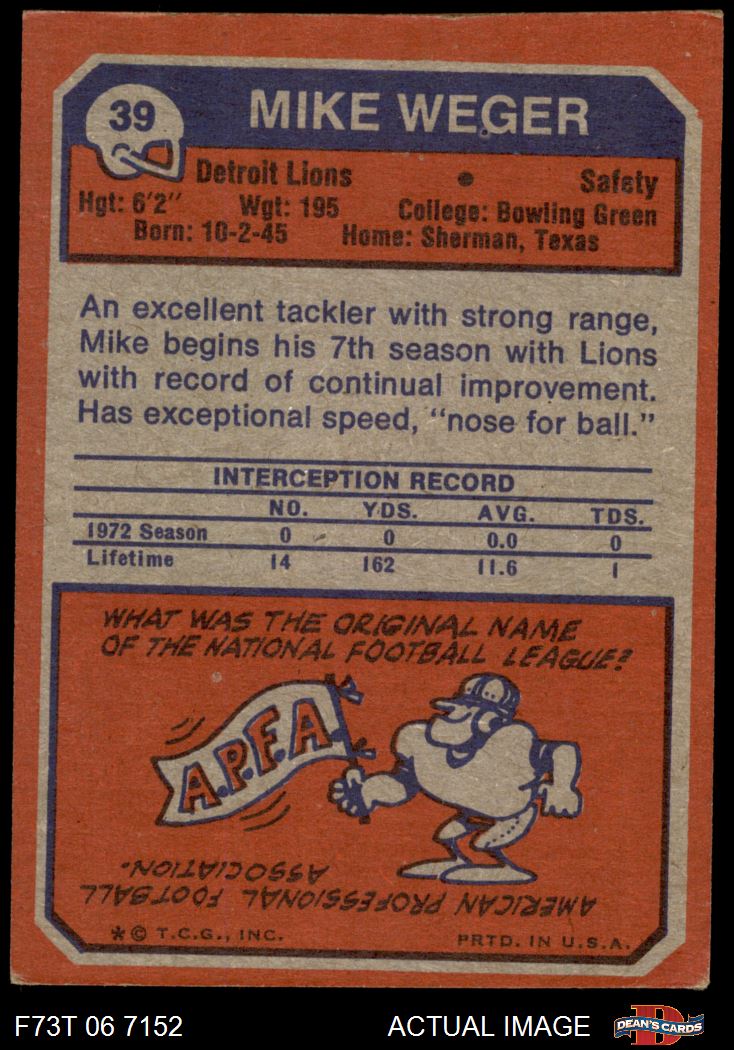 39
MIKE WEGER
Detroit Lions • Safety
Hgt: 6'2" Wgt: 195 College: Bowling Green
Born: 10-2-45 Home: Sherman, Texas
An excellent tackler with strong range,
Mike begins his 7th season with Lions
with record of continual improvement.
Has exceptional speed, "nose for ball."
INTERCEPTION RECORD
NO. YDS. AVG. TDS.
1972 Season 0 0 0.0 0
Lifetime 14 162 11.6 1
WHAT WAS THE ORIGINAL NAME
OF THE NATIONAL FOOTBALL LEAGUE?
A.P.F.A.
AMERICAN PROFESSIONAL FOOTBALL
ASSOCIATION.
* © T.C.G., INC. PRTD. IN U.S.A.
F73T 06 7152 ACTUAL IMAGE D DEAN'S CARDS